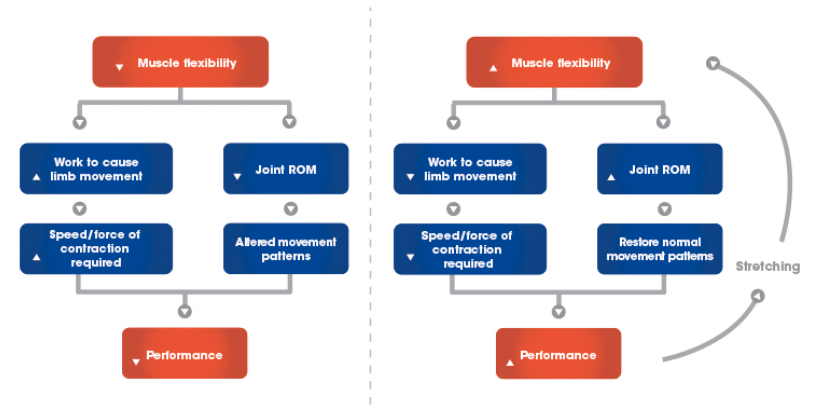 Muscle flexibility
Work to cause
limb movement
Joint ROM
Speed/force of
contraction
required
Altered movement
patterns
Performance
Muscle flexibility
Work to cause
limb movement
Joint ROM
Speed/force of
contraction
required
Restore normal
movement patterns
Stretching
Performance